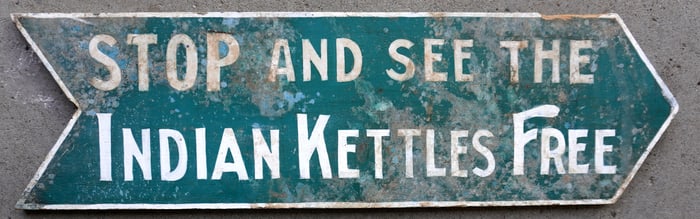 STOP AND SEE THE
INDIAN KETTLES FREE